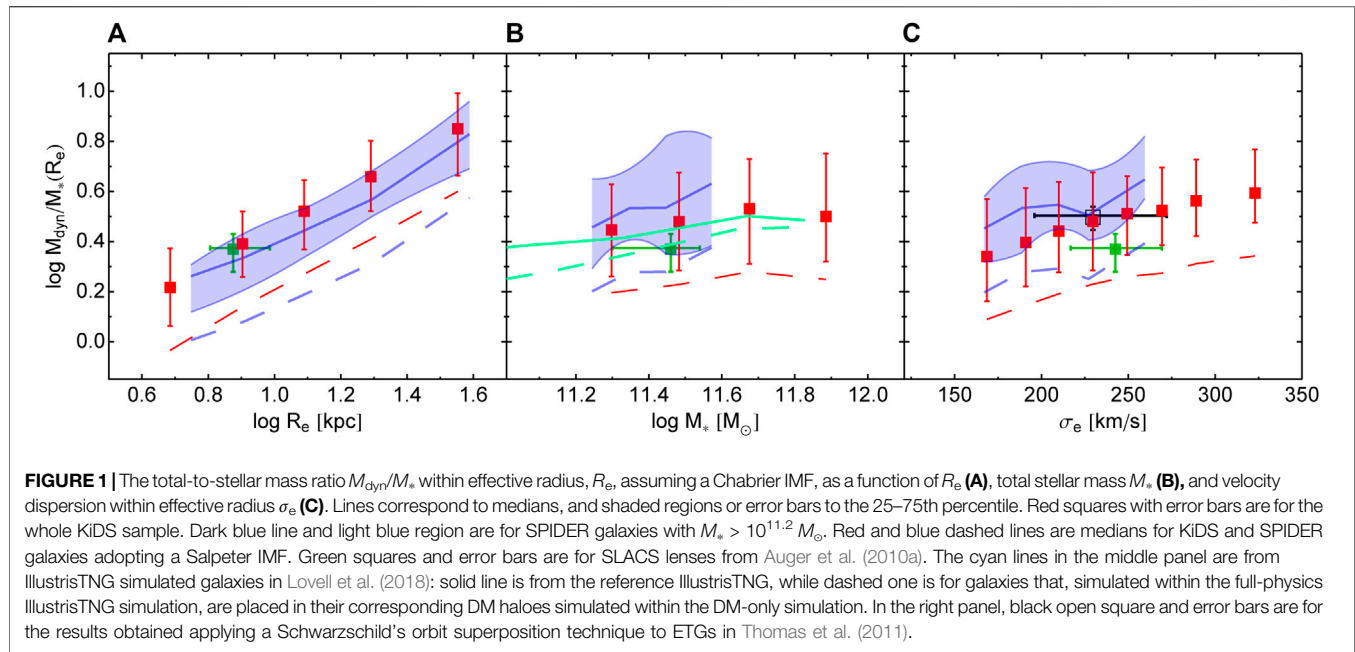 A B C
1.0
0.8
0.6
0.4
0.2
0.0
log M_dyn/M_*(R_e)
0.6 0.8 1.0 1.2 1.4 1.6 11.2 11.4 11.6 11.8 12.0 150 200 250 300 350
log R_e [kpc] log M_* [M_⊙] σ_e [km/s]
FIGURE 1 | The total-to-stellar mass ratio M_dyn/M_* within effective radius, R_e, assuming a Chabrier IMF, as a function of R_e (A), total stellar mass M_* (B), and velocity
dispersion within effective radius σ_e (C). Lines correspond to medians, and shaded regions or error bars to the 25–75th percentile. Red squares with error bars are for the
whole KiDS sample. Dark blue line and light blue region are for SPIDER galaxies with M_* > 10^11.2 M_⊙. Red and blue dashed lines are medians for KiDS and SPIDER
galaxies adopting a Salpeter IMF. Green squares and error bars are for SLACS lenses from Auger et al. (2010a). The cyan lines in the middle panel are from
IllustrisTNG simulated galaxies in Lovell et al. (2018): solid line is from the reference IllustrisTNG, while dashed one is for galaxies that, simulated within the full-physics
IllustrisTNG simulation, are placed in their corresponding DM haloes simulated within the DM-only simulation. In the right panel, black open square and error bars are for
the results obtained applying a Schwarzschild's orbit superposition technique to ETGs in Thomas et al. (2011).